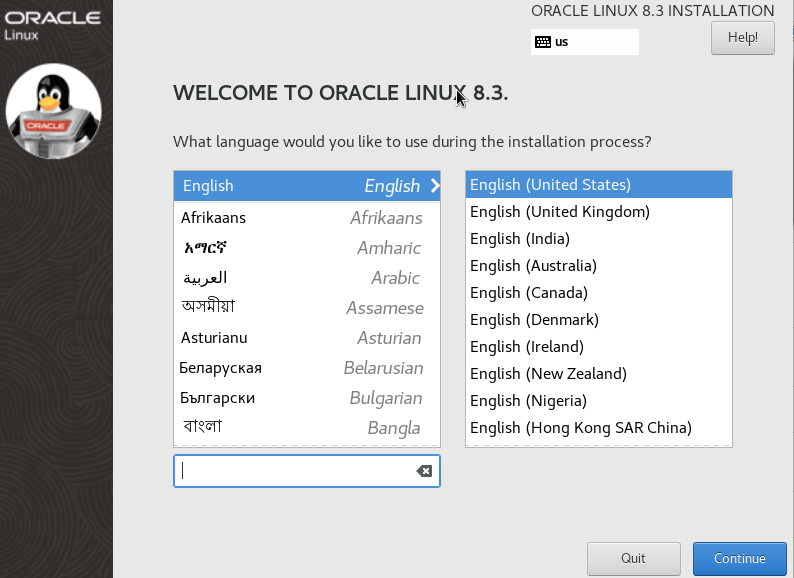 ORACLE
Linux
ORACLE
ORACLE LINUX 8.3 INSTALLATION
us
Help!
WELCOME TO ORACLE LINUX 8.3.
What language would you like to use during the installation process?
English English
Afrikaans Afrikaans
አማርኛ Amharic
العربية Arabic
অসমীয়া Assamese
Asturianu Asturian
Беларуская Belarusian
Български Bulgarian
বাংলা Bangla
English (United States)
English (United Kingdom)
English (India)
English (Australia)
English (Canada)
English (Denmark)
English (Ireland)
English (New Zealand)
English (Nigeria)
English (Hong Kong SAR China)
Quit
Continue